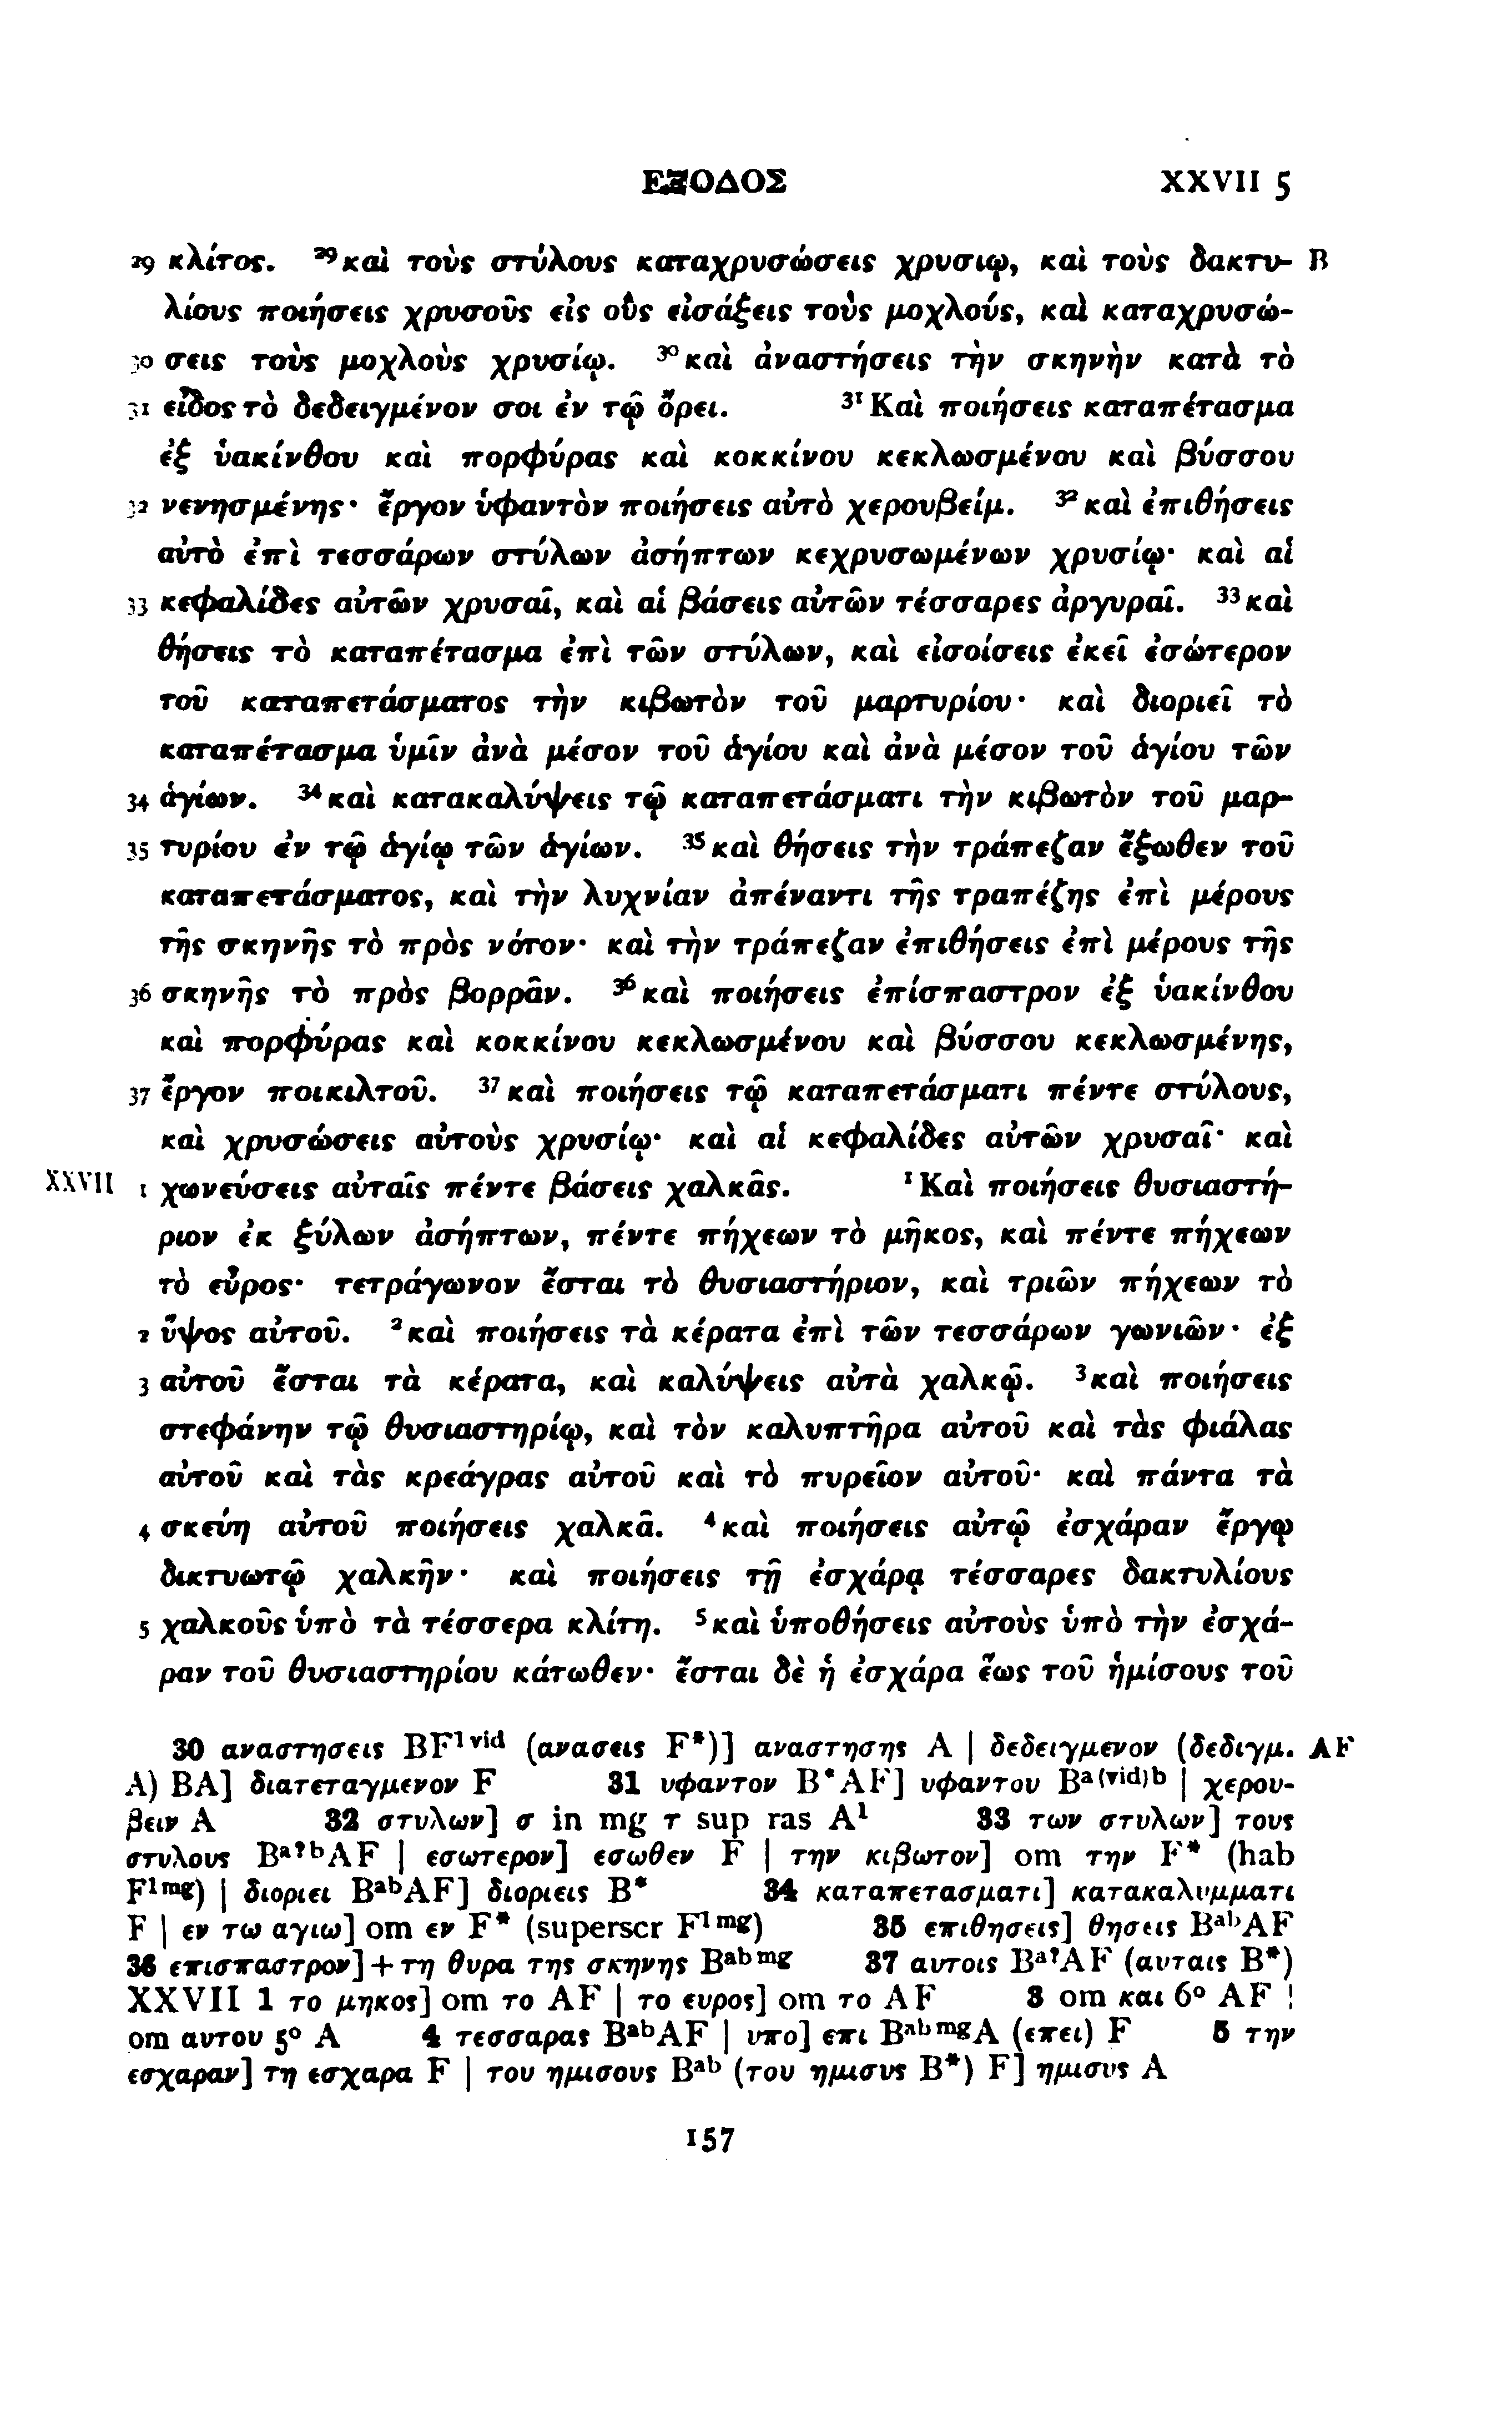 ΕΞΟΔΟΣ XXVII 5
29 κλίτος. ²⁹καὶ τοὺς στύλους καταχρυσώσεις χρυσιῳ, καὶ τοὺς δακτυ- B
λίους ποιήσεις χρυσοῦς εἰς οὓς εἰσάξεις τοὺς μοχλούς, καὶ καταχρυσώ-
30 σεις τοὺς μοχλοὺς χρυσίῳ. ³⁰καὶ ἀναστήσεις τὴν σκηνὴν κατὰ τὸ
31 εἶδος τὸ δεδειγμένον σοι ἐν τῷ ὄρει. ³¹Καὶ ποιήσεις καταπέτασμα
ἐξ ὑακίνθου καὶ πορφύρας καὶ κοκκίνου κεκλωσμένου καὶ βύσσου
32 νενησμένης· ἔργον ὑφαντὸν ποιήσεις αὐτὸ χερουβείμ. ³²καὶ ἐπιθήσεις
αὐτὸ ἐπὶ τεσσάρων στύλων ἀσήπτων κεχρυσωμένων χρυσίῳ· καὶ αἱ
33 κεφαλίδες αὐτῶν χρυσαῖ, καὶ αἱ βάσεις αὐτῶν τέσσαρες ἀργυραῖ. ³³καὶ
θήσεις τὸ καταπέτασμα ἐπὶ τῶν στύλων, καὶ εἰσοίσεις ἐκεῖ ἐσώτερον
τοῦ καταπετάσματος τὴν κιβωτὸν τοῦ μαρτυρίου· καὶ διοριεῖ τὸ
καταπέτασμα ὑμῖν ἀνὰ μέσον τοῦ ἁγίου καὶ ἀνὰ μέσον τοῦ ἁγίου τῶν
34 ἁγίων. ³⁴καὶ κατακαλύψεις τῷ καταπετάσματι τὴν κιβωτὸν τοῦ μαρ-
35 τυρίου ἐν τῷ ἁγίῳ τῶν ἁγίων. ³⁵καὶ θήσεις τὴν τράπεζαν ἔξωθεν τοῦ
καταπετάσματος, καὶ τὴν λυχνίαν ἀπέναντι τῆς τραπέζης ἐπὶ μέρους
τῆς σκηνῆς τὸ πρὸς νότον· καὶ τὴν τράπεζαν ἐπιθήσεις ἐπὶ μέρους τῆς
36 σκηνῆς τὸ πρὸς βορρᾶν. ³⁶καὶ ποιήσεις ἐπίσπαστρον ἐξ ὑακίνθου
καὶ πορφύρας καὶ κοκκίνου κεκλωσμένου καὶ βύσσου κεκλωσμένης,
37 ἔργον ποικιλτοῦ. ³⁷καὶ ποιήσεις τῷ καταπετάσματι πέντε στύλους,
καὶ χρυσώσεις αὐτοὺς χρυσίῳ· καὶ αἱ κεφαλίδες αὐτῶν χρυσαῖ· καὶ
XXVII 1 χωνεύσεις αὐταῖς πέντε βάσεις χαλκᾶς. ¹Καὶ ποιήσεις θυσιαστή-
ριον ἐκ ξύλων ἀσήπτων, πέντε πήχεων τὸ μῆκος, καὶ πέντε πήχεων
τὸ εὖρος· τετράγωνον ἔσται τὸ θυσιαστήριον, καὶ τριῶν πήχεων τὸ
2 ὕψος αὐτοῦ. ²καὶ ποιήσεις τὰ κέρατα ἐπὶ τῶν τεσσάρων γωνιῶν· ἐξ
3 αὐτοῦ ἔσται τὰ κέρατα, καὶ καλύψεις αὐτὰ χαλκῷ. ³καὶ ποιήσεις
στεφάνην τῷ θυσιαστηρίῳ, καὶ τὸν καλυπτῆρα αὐτοῦ καὶ τὰς φιάλας
αὐτοῦ καὶ τὰς κρεάγρας αὐτοῦ καὶ τὸ πυρεῖον αὐτοῦ· καὶ πάντα τὰ
4 σκεύη αὐτοῦ ποιήσεις χαλκᾶ. ⁴καὶ ποιήσεις αὐτῷ ἐσχάραν ἔργῳ
δικτυωτῷ χαλκῆν· καὶ ποιήσεις τῇ ἐσχάρᾳ τέσσαρες δακτυλίους
5 χαλκοῦς ὑπὸ τὰ τέσσερα κλίτη. ⁵καὶ ὑποθήσεις αὐτοὺς ὑπὸ τὴν ἐσχά-
ραν τοῦ θυσιαστηρίου κάτωθεν· ἔσται δὲ ἡ ἐσχάρα ἕως τοῦ ἡμίσους τοῦ
30 αναστησεις BF¹ᵛⁱᵈ (ανασεις F*)] αναστησης A | δεδειγμενον (δεδιγμ. AF
A) BA] διατεταγμενον F 31 υφαντον B*AF] υφαντου Bᵃ⁽ᵛⁱᵈ⁾ᵇ | χερου-
βειν A 32 στυλων] σ in mg τ sup ras A¹ 33 των στυλων] τους
στυλους Bᵃ?ᵇAF | εσωτερον] εσωθεν F | την κιβωτον] om την F* (hab
F¹ᵐᵍ) | διοριει BᵃᵇAF] διοριεις B* 34 καταπετασματι] κατακαλυμματι
F | εν τω αγιω] om εν F* (superscr F¹ᵐᵍ) 35 επιθησεις] θησεις BᵃᵇAF
36 επισπαστρον]+τη θυρα της σκηνης Bᵃᵇᵐᵍ 37 αυτοις Bᵃ?AF (αυταις B*)
XXVII 1 το μηκος] om το AF | το ευρος] om το AF 3 om και 6° AF |
om αυτου 5° A 4 τεσσαρας BᵃᵇAF | υπο] επι BᵃᵇᵐᵍA (επει) F 5 την
εσχαραν] τη εσχαρα F | του ημισους Bᵃᵇ (του ημισυς B*) F] ημισυς A
157